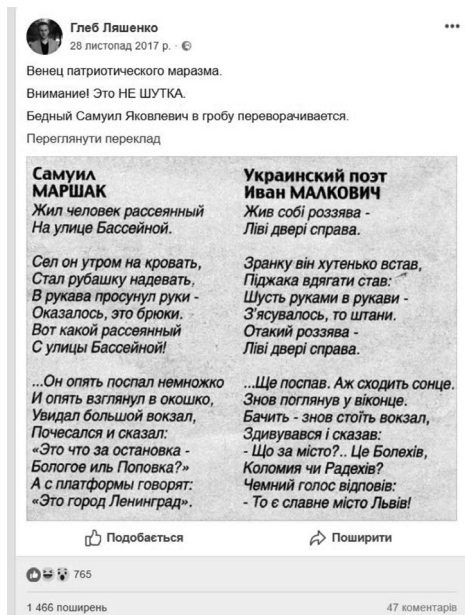 Глеб Ляшенко
28 листопад 2017 р.
Венец патриотического маразма.
Внимание! Это НЕ ШУТКА.
Бедный Самуил Яковлевич в гробу переворачивается.
Переглянути переклад
Самуил
МАРШАК
Жил человек рассеянный
На улице Бассейной.
Сел он утром на кровать,
Стал рубашку надевать,
В рукава просунул руки -
Оказалось, это брюки.
Вот какой рассеянный
С улицы Бассейной!
...Он опять поспал немножко
И опять взглянул в окошко,
Увидал большой вокзал,
Почесался и сказал:
«Это что за остановка -
Бологое иль Поповка?»
А с платформы говорят:
«Это город Ленинград».
Украинский поэт
Иван МАЛКОВИЧ
Жив собі роззява -
Ліві двері справа.
Зранку він хутенько встав,
Піджака вдягати став:
Шусть руками в рукави -
З'ясувалось, то штани.
Отакий роззява -
Ліві двері справа.
...Ще поспав. Аж сходить сонце.
Знов поглянув у віконце.
Бачить - знов стоїть вокзал,
Здивувався і сказав:
- Що за місто?.. Це Болехів,
Коломия чи Радехів?
Чемний голос відповів:
- То є славне місто Львів!
Подобається
Поширити
765
1 466 поширень
47 коментарів